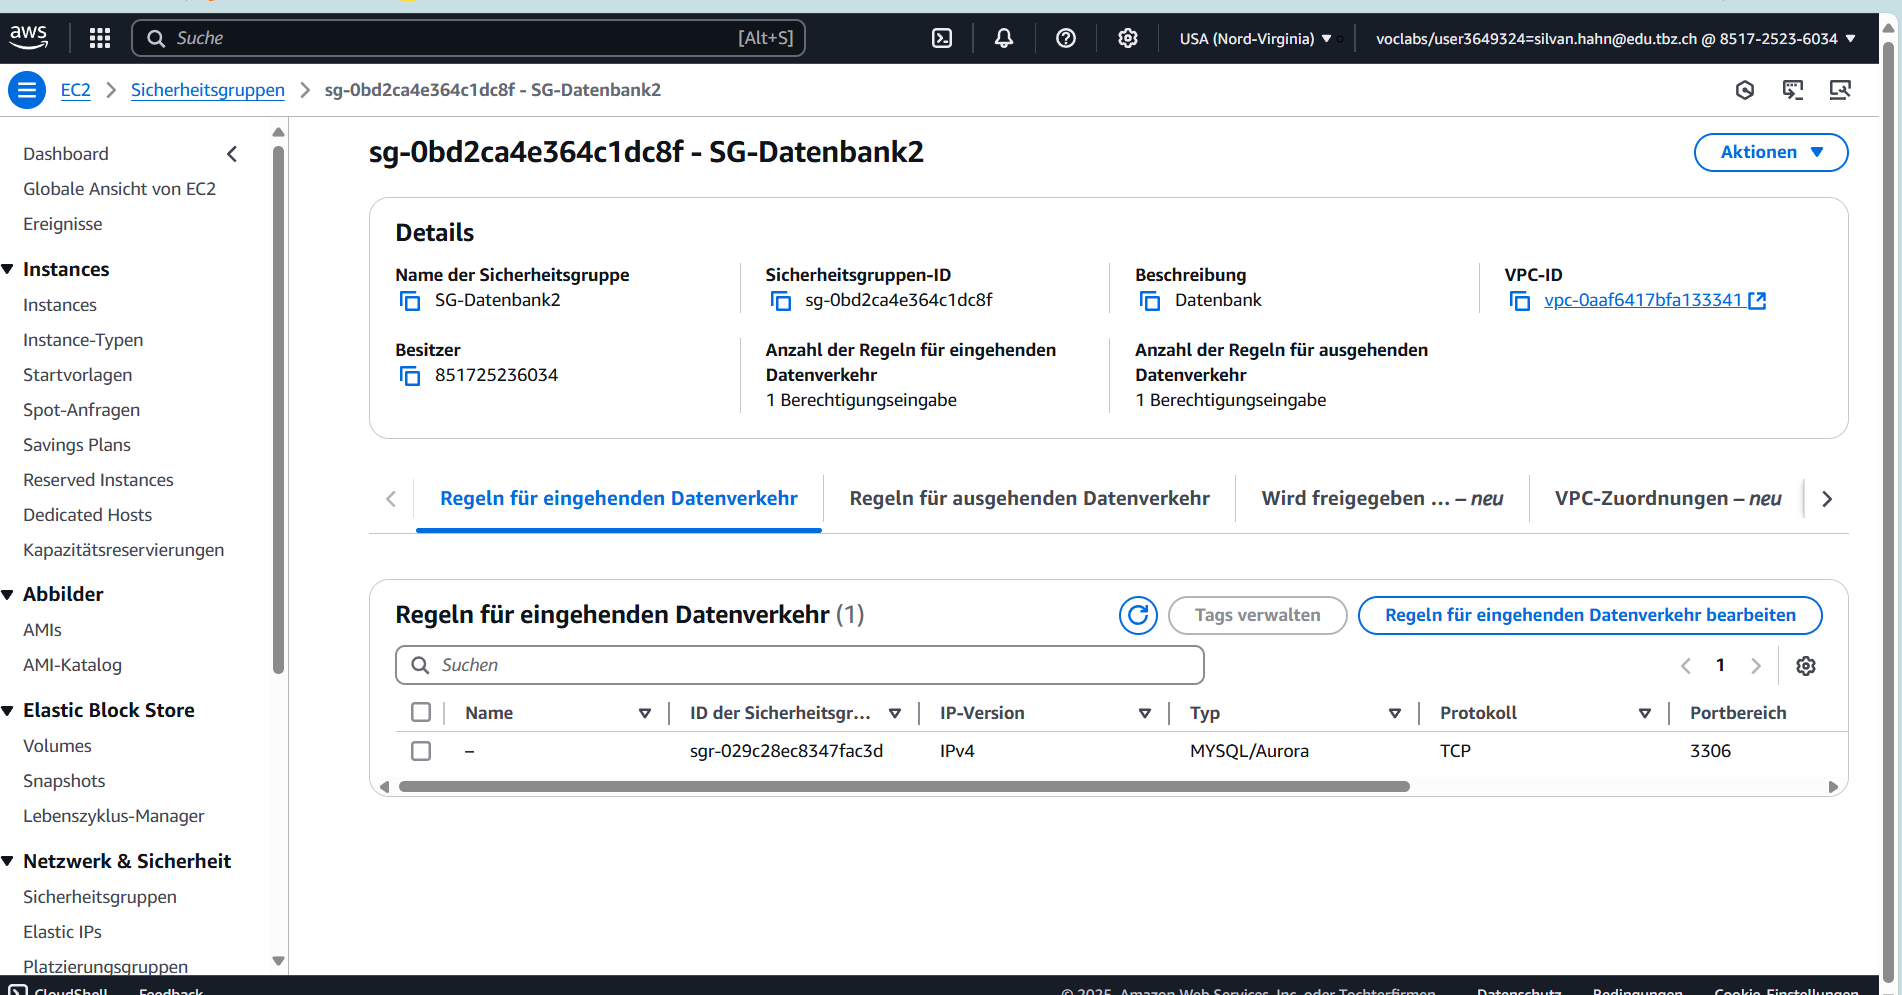 aws
Suche
[Alt+S]
USA (Nord-Virginia)
voclabs/user3649324=silvan.hahn@edu.tbz.ch @ 8517-2523-6034
EC2
Sicherheitsgruppen
sg-0bd2ca4e364c1dc8f - SG-Datenbank2
Dashboard
Globale Ansicht von EC2
Ereignisse
Instances
Instances
Instance-Typen
Startvorlagen
Spot-Anfragen
Savings Plans
Reserved Instances
Dedicated Hosts
Kapazitätsreservierungen
Abbilder
AMIs
AMI-Katalog
Elastic Block Store
Volumes
Snapshots
Lebenszyklus-Manager
Netzwerk & Sicherheit
Sicherheitsgruppen
Elastic IPs
Platzierungsgruppen
sg-0bd2ca4e364c1dc8f - SG-Datenbank2
Aktionen
Details
Name der Sicherheitsgruppe
SG-Datenbank2
Sicherheitsgruppen-ID
sg-0bd2ca4e364c1dc8f
Beschreibung
Datenbank
VPC-ID
vpc-0aaf6417bfa133341
Besitzer
851725236034
Anzahl der Regeln für eingehenden
Datenverkehr
1 Berechtigungseingabe
Anzahl der Regeln für ausgehenden
Datenverkehr
1 Berechtigungseingabe
Regeln für eingehenden Datenverkehr
Regeln für ausgehenden Datenverkehr
Wird freigegeben ... – neu
VPC-Zuordnungen – neu
Regeln für eingehenden Datenverkehr (1)
Tags verwalten
Regeln für eingehenden Datenverkehr bearbeiten
Suchen
1
Name
ID der Sicherheitsgr...
IP-Version
Typ
Protokoll
Portbereich
–
sgr-029c28ec8347fac3d
IPv4
MYSQL/Aurora
TCP
3306
CloudShell
Feedback
© 2025, Amazon Web Services, Inc. oder Tochterfirmen.
Datenschutz
Bedingungen
Cookie-Einstellungen